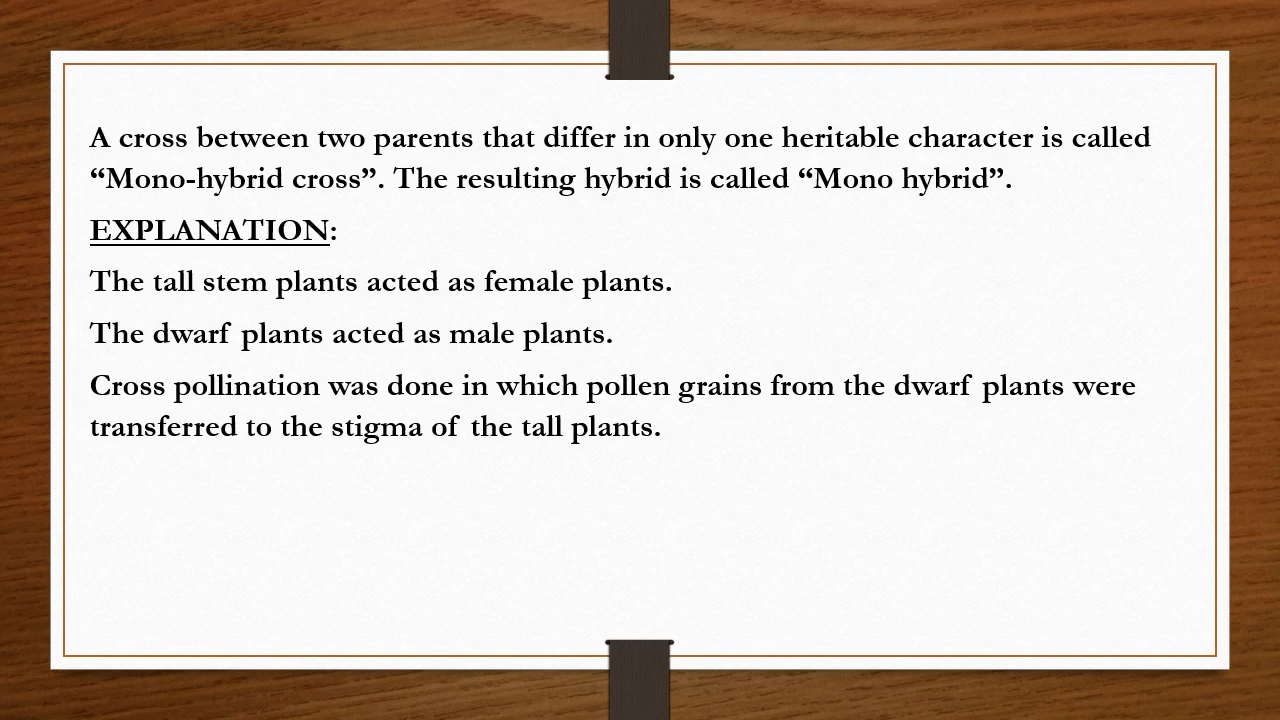 A cross between two parents that differ in only one heritable character is called
“Mono-hybrid cross”. The resulting hybrid is called “Mono hybrid”.
EXPLANATION:
The tall stem plants acted as female plants.
The dwarf plants acted as male plants.
Cross pollination was done in which pollen grains from the dwarf plants were
transferred to the stigma of the tall plants.